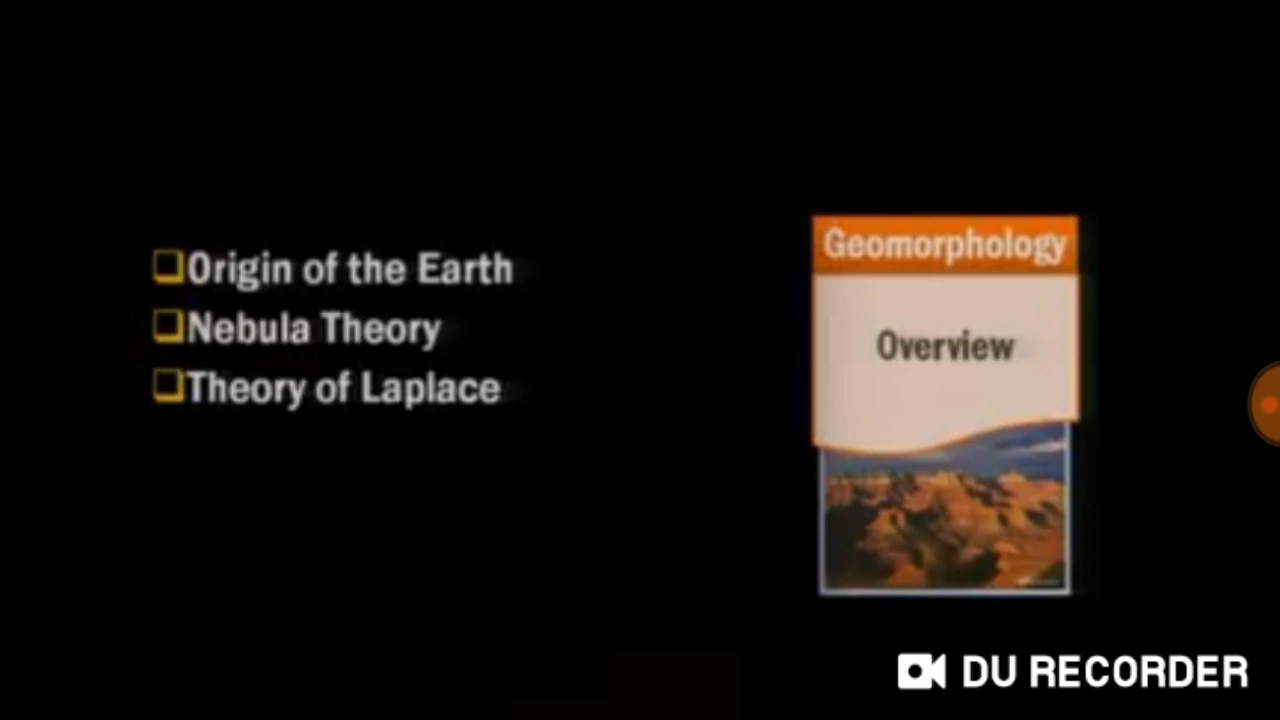 Origin of the Earth
Nebula Theory
Theory of Laplace
Geomorphology
Overview
DU RECORDER